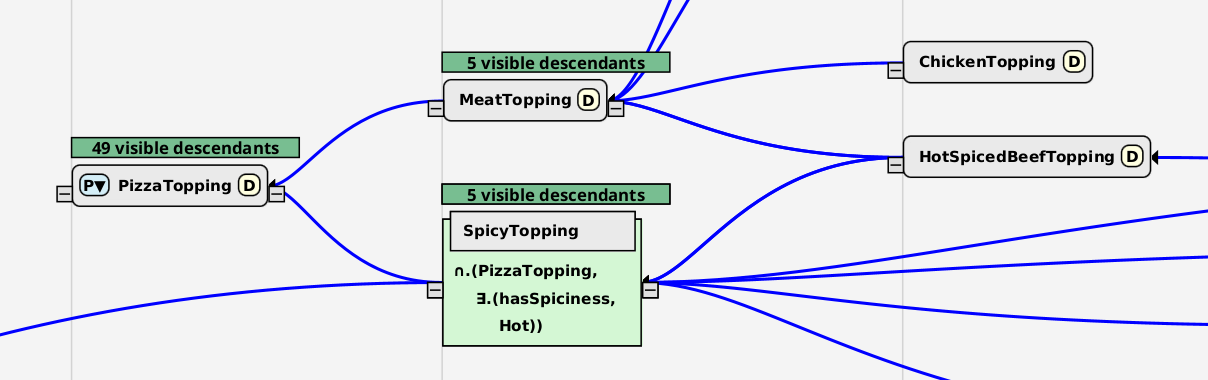 5 visible descendants
ChickenTopping D
MeatTopping D
49 visible descendants
HotSpicedBeefTopping D
P▼ PizzaTopping D
5 visible descendants
SpicyTopping
∩.(PizzaTopping,
∃.(hasSpiciness,
Hot))